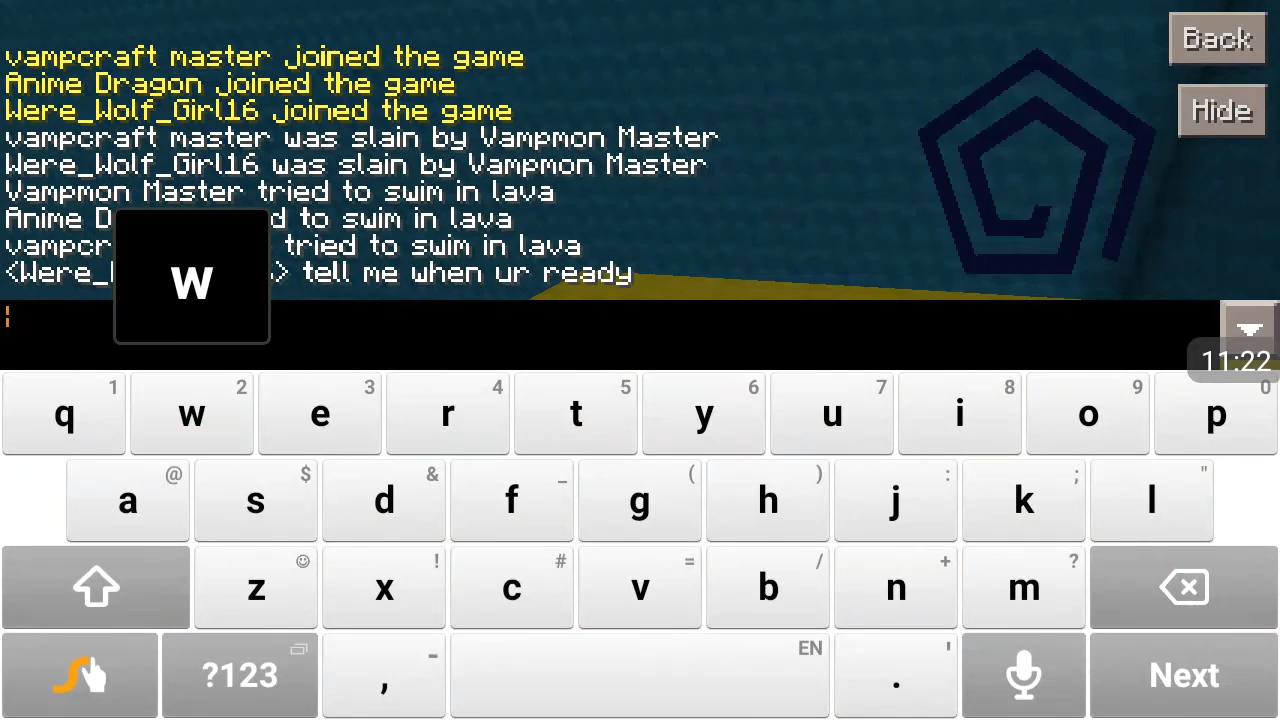 vampcraft master joined the game
Anime Dragon joined the game
Were_Wolf_Girl16 joined the game
vampcraft master was slain by Vampmon Master
Were_Wolf_Girl16 was slain by Vampmon Master
Vampmon Master tried to swim in lava
Anime D d to swim in lava
vampcr tried to swim in lava
<Were_ > tell me when ur ready
Back
Hide
w
11:22
1 2 3 4 5 6 7 8 9 0
q w e r t y u i o p
@ $ & _ ( ) : ; "
a s d f g h j k l
! # = / + ?
z x c v b n m
- EN '
?123 , . Next